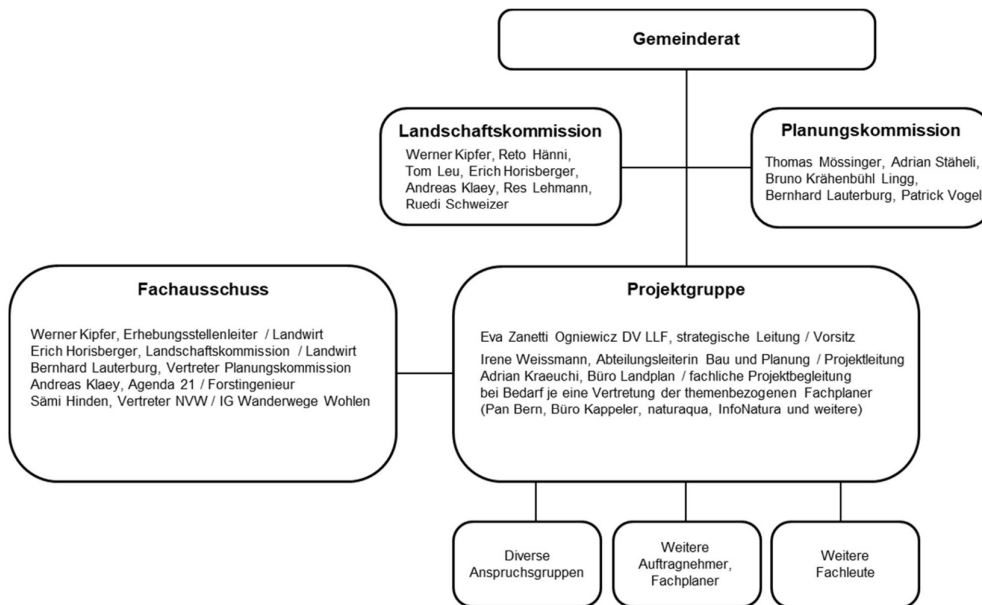 Gemeinderat
Landschaftskommission
Werner Kipfer, Reto Hänni,
Tom Leu, Erich Horisberger,
Andreas Klaey, Res Lehmann,
Ruedi Schweizer
Planungskommission
Thomas Mössinger, Adrian Stäheli,
Bruno Krähenbühl Lingg,
Bernhard Lauterburg, Patrick Vogel
Fachausschuss
Werner Kipfer, Erhebungsstellenleiter / Landwirt
Erich Horisberger, Landschaftskommission / Landwirt
Bernhard Lauterburg, Vertreter Planungskommission
Andreas Klaey, Agenda 21 / Forstingenieur
Sämi Hinden, Vertreter NVW / IG Wanderwege Wohlen
Projektgruppe
Eva Zanetti Ogniewicz DV LLF, strategische Leitung / Vorsitz
Irene Weissmann, Abteilungsleiterin Bau und Planung / Projektleitung
Adrian Kraeuchi, Büro Landplan / fachliche Projektbegleitung
bei Bedarf je eine Vertretung der themenbezogenen Fachplaner
(Pan Bern, Büro Kappeler, naturaqua, InfoNatura und weitere)
Diverse
Anspruchsgruppen
Weitere
Auftragnehmer,
Fachplaner
Weitere
Fachleute